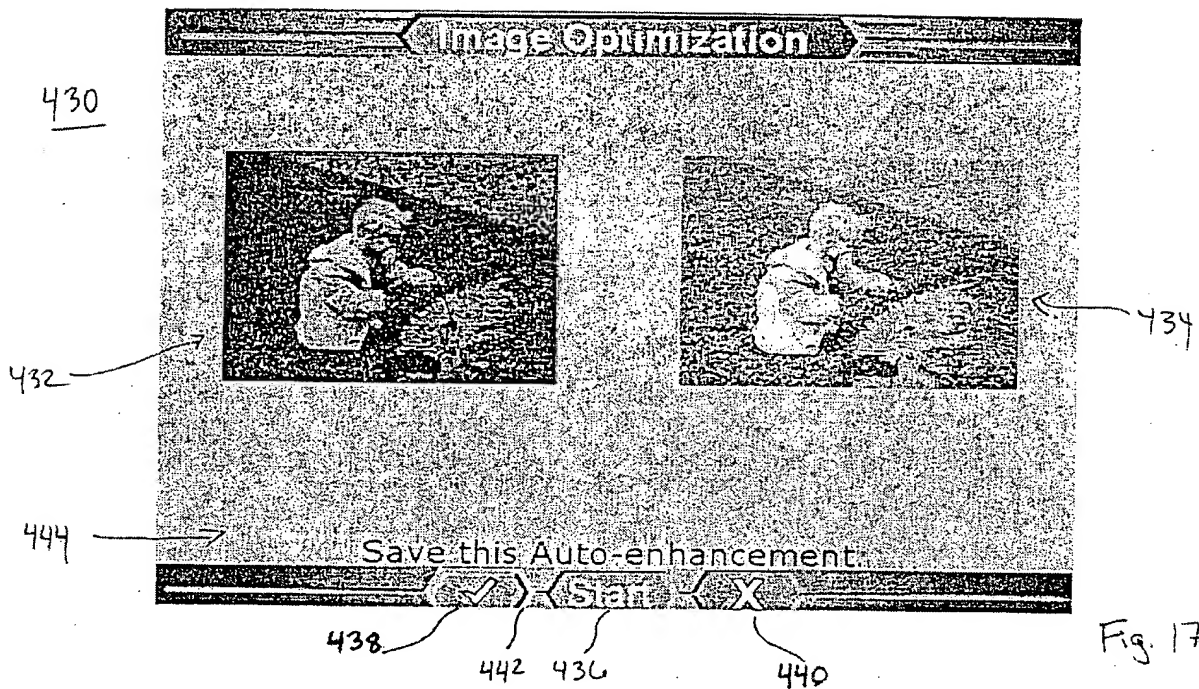 Image Optimization
430
432
434
444
Save this Auto-enhancement.
✓ Start X
438
442
436
440
Fig. 17